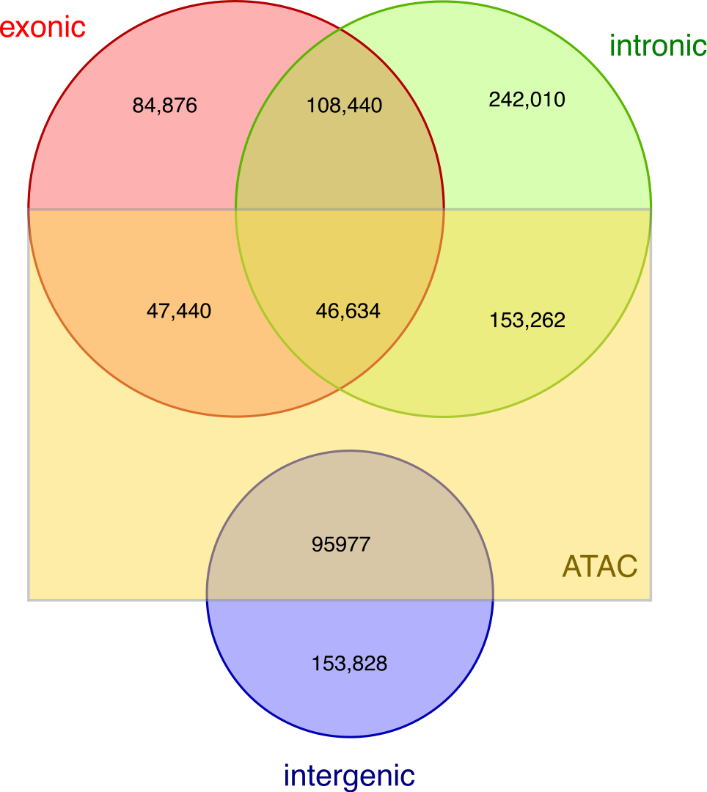 exonic
intronic
84,876
108,440
242,010
47,440
46,634
153,262
95977
ATAC
153,828
intergenic